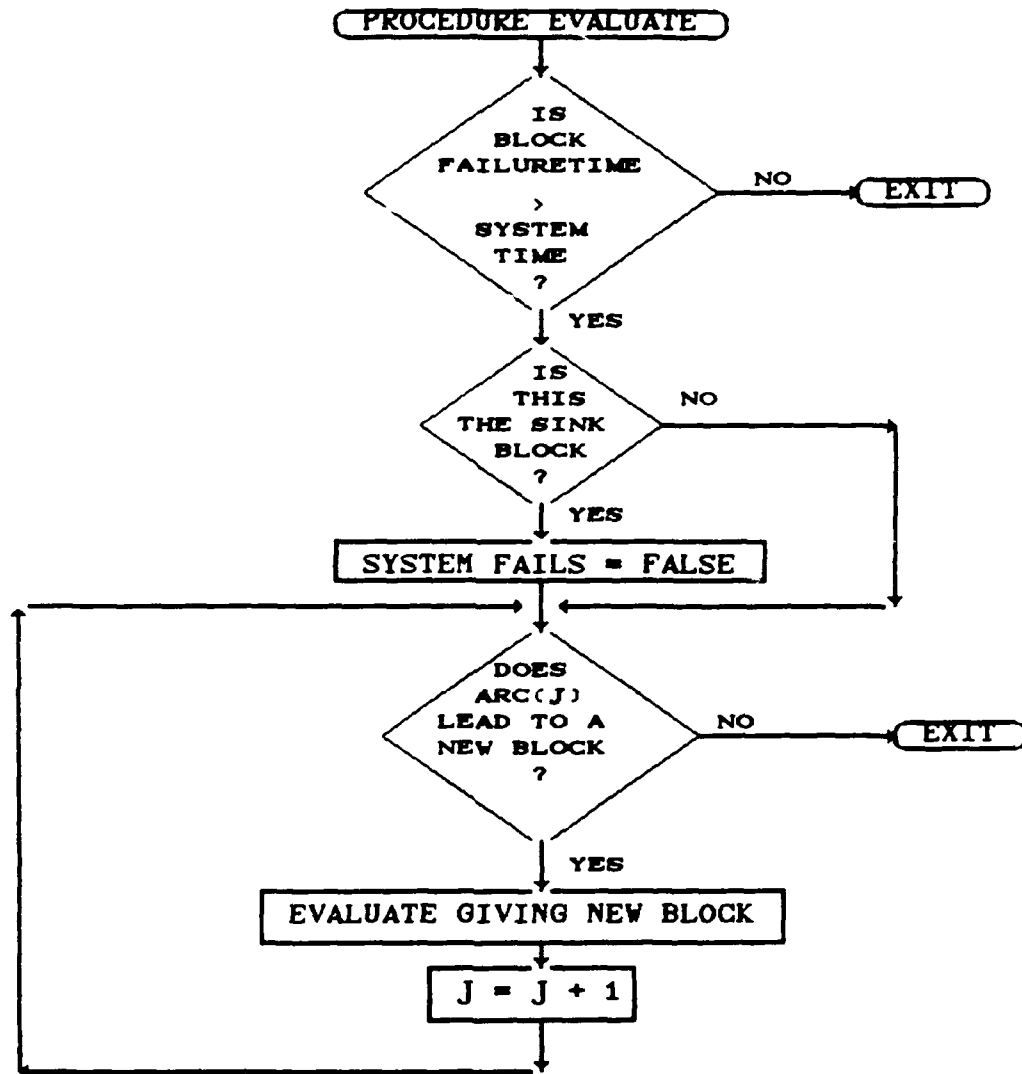 PROCEDURE EVALUATE
IS
BLOCK
FAILURETIME
>
SYSTEM
TIME
?
NO
EXIT
YES
IS
THIS
THE SINK
BLOCK
?
NO
YES
SYSTEM FAILS = FALSE
DOES
ARC(J)
LEAD TO A
NEW BLOCK
?
NO
EXIT
YES
EVALUATE GIVING NEW BLOCK
J = J + 1